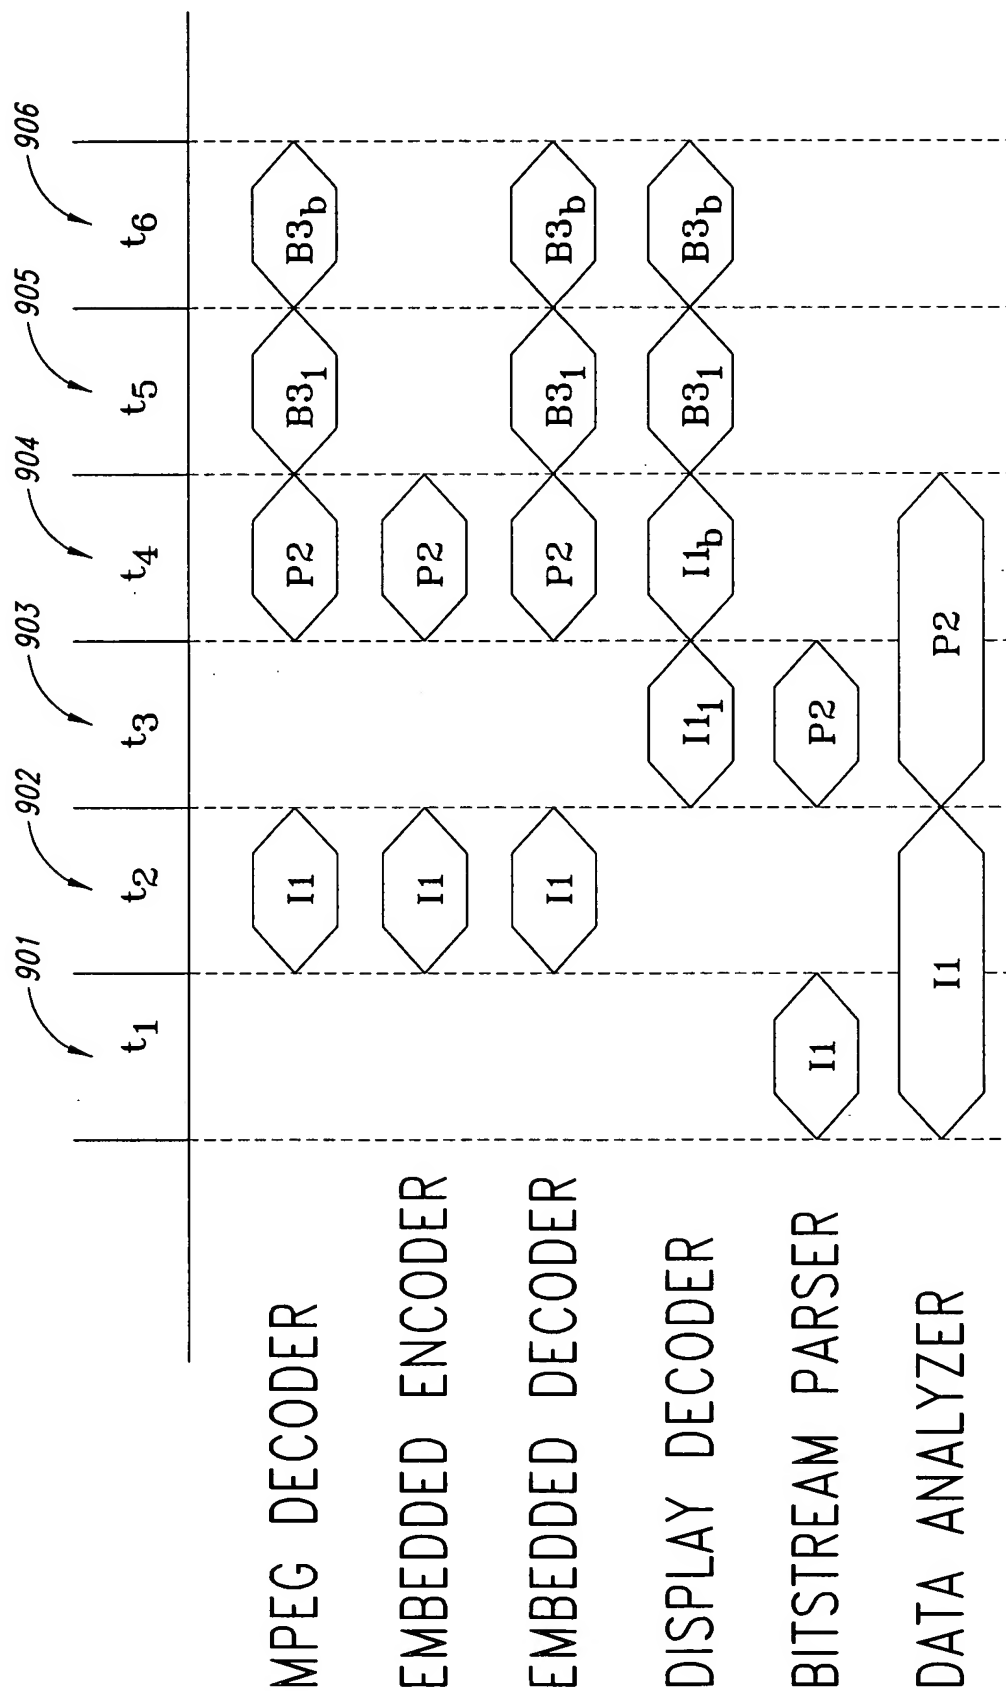 901 902 903 904 905 906
t1 t2 t3 t4 t5 t6
MPEG DECODER I1 P2 B31 B3b
EMBEDDED ENCODER I1 P2
EMBEDDED DECODER I1 P2 B31 B3b
DISPLAY DECODER I11 I1b B31 B3b
BITSTREAM PARSER I1 P2
DATA ANALYZER I1 P2